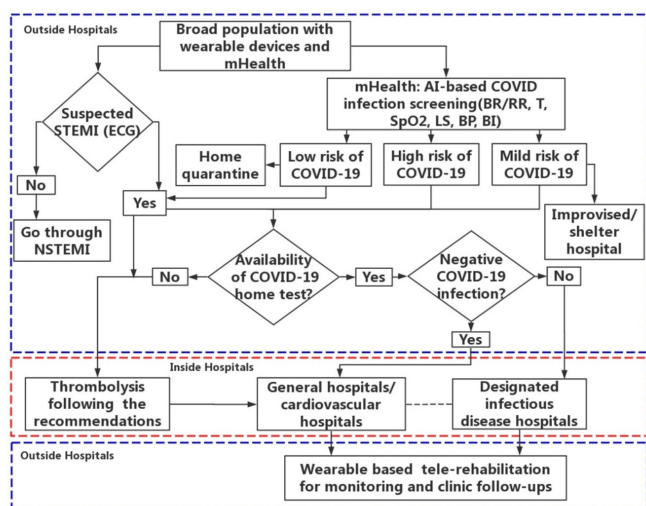 Outside Hospitals
Broad population with
wearable devices and
mHealth
Suspected
STEMI (ECG)
mHealth: AI-based COVID
infection screening(BR/RR, T,
SpO2, LS, BP, BI)
No
Home
quarantine
Low risk of
COVID-19
High risk of
COVID-19
Mild risk of
COVID-19
Yes
Go through
NSTEMI
Improvised/
shelter
hospital
Availability
of COVID-19
home test?
No
Yes
Negative
COVID-19
infection?
No
Yes
Inside Hospitals
Thrombolysis
following the
recommendations
General hospitals/
cardiovascular
hospitals
Designated
infectious
disease hospitals
Outside Hospitals
Wearable based tele-rehabilitation
for monitoring and clinic follow-ups